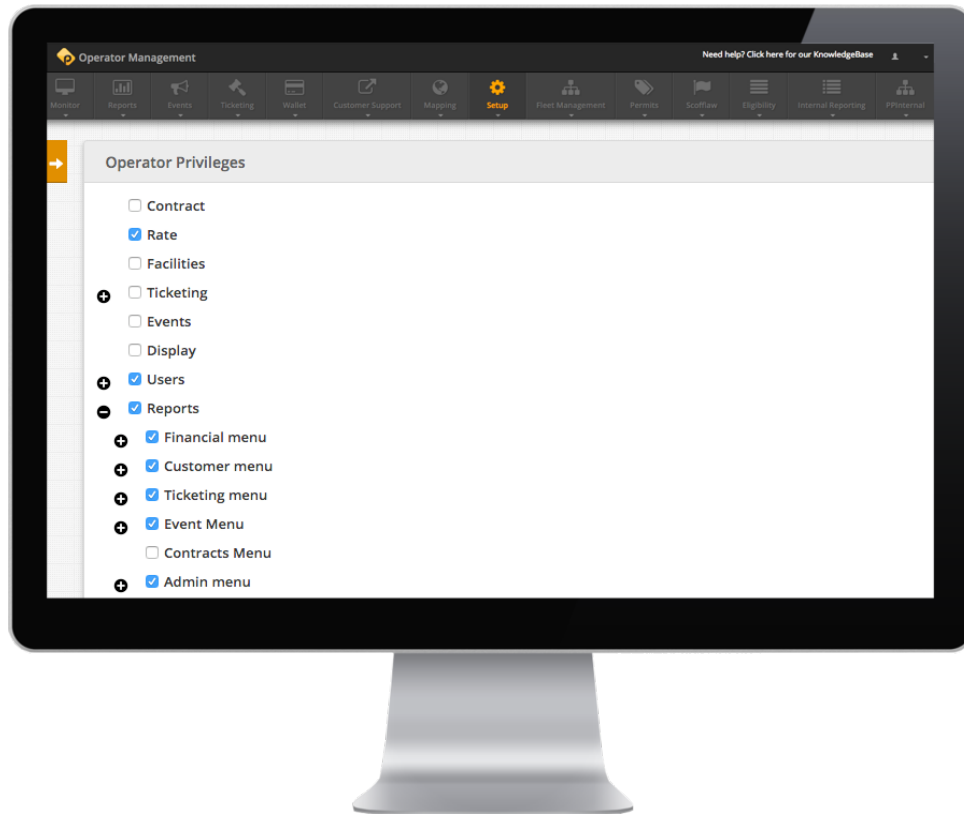 Operator Management
Need help? Click here for our KnowledgeBase
Monitor Reports Events Ticketing Wallet Customer Support Mapping Setup Fleet Management Permits Scofflaw Eligibility Internal Reporting PPInternal
Operator Privileges
Contract
Rate
Facilities
Ticketing
Events
Display
Users
Reports
Financial menu
Customer menu
Ticketing menu
Event Menu
Contracts Menu
Admin menu